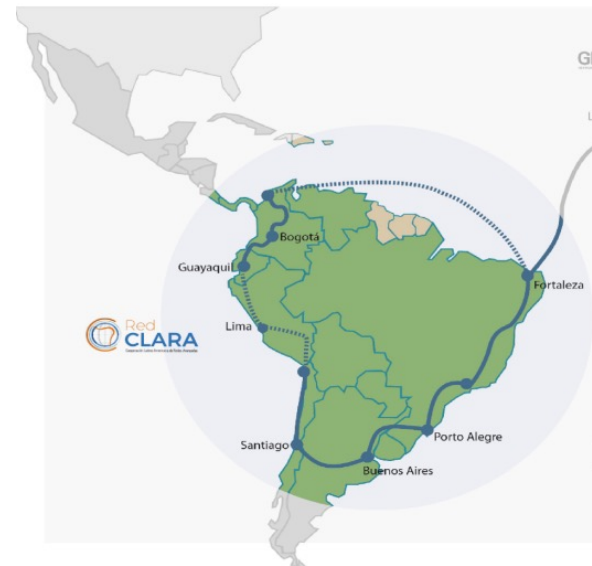 Bogotá
Guayaquil
Fortaleza
Lima
Red
CLARA
Porto Alegre
Santiago
Buenos Aires